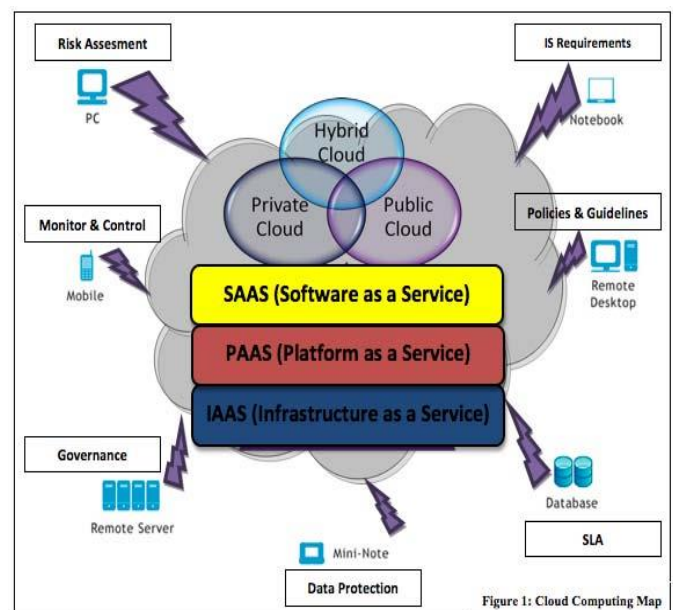 Risk Assesment
IS Requirements
PC
Notebook
Hybrid
Cloud
Private
Cloud
Public
Cloud
Monitor & Control
Policies & Guidelines
Mobile
Remote
Desktop
SAAS (Software as a Service)
PAAS (Platform as a Service)
IAAS (Infrastructure as a Service)
Governance
Remote Server
Database
SLA
Mini-Note
Data Protection
Figure 1: Cloud Computing Map